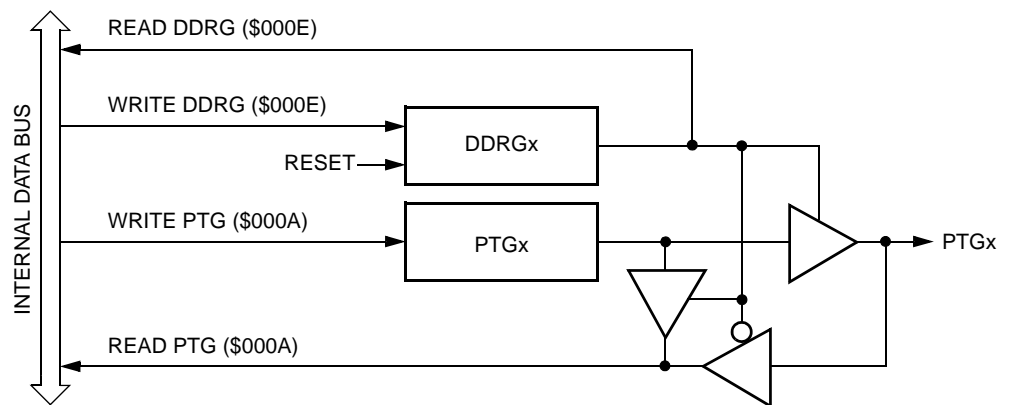 READ DDRG ($000E)
WRITE DDRG ($000E)
DDRGx
RESET
WRITE PTG ($000A)
PTGx
PTGx
READ PTG ($000A)
INTERNAL DATA BUS